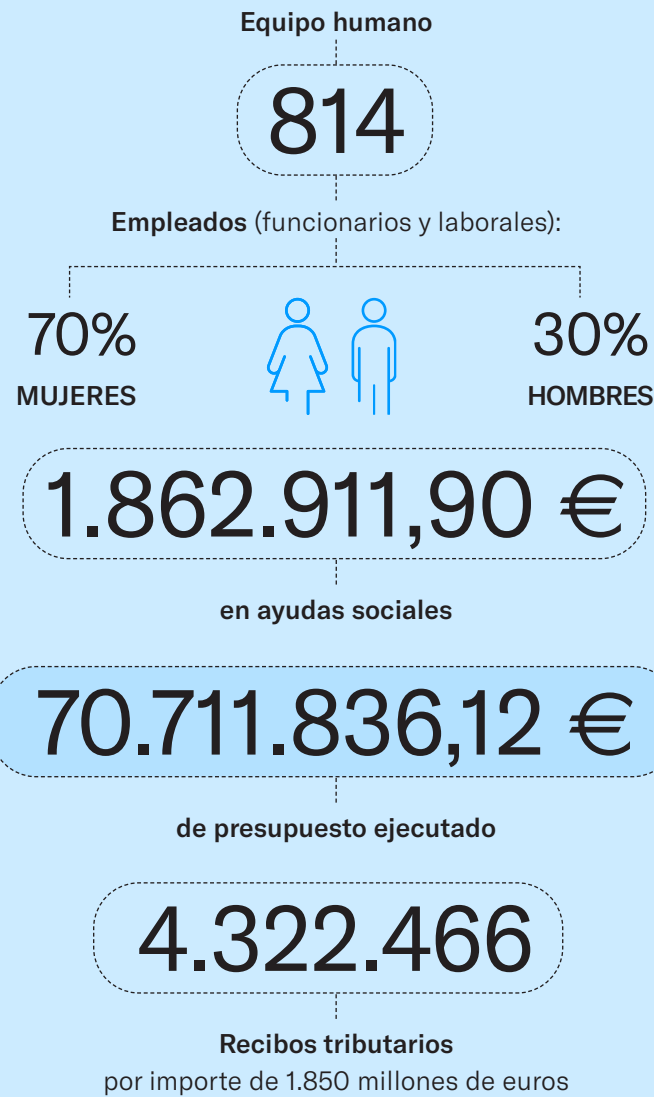 Equipo humano
814
Empleados (funcionarios y laborales):
70%
MUJERES
30%
HOMBRES
1.862.911,90 €
en ayudas sociales
70.711.836,12 €
de presupuesto ejecutado
4.322.466
Recibos tributarios
por importe de 1.850 millones de euros